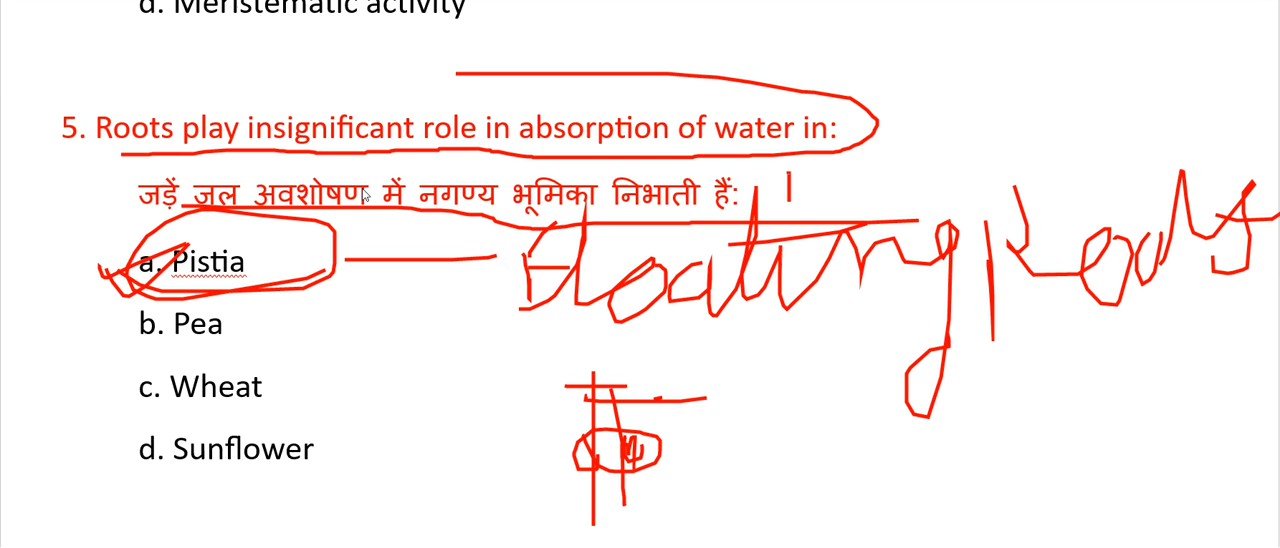 d. Meristematic activity
5. Roots play insignificant role in absorption of water in:
जड़ें जल अवशोषण में नगण्य भूमिका निभाती हैं:
a. Pistia
floating Roots
b. Pea
c. Wheat
d. Sunflower